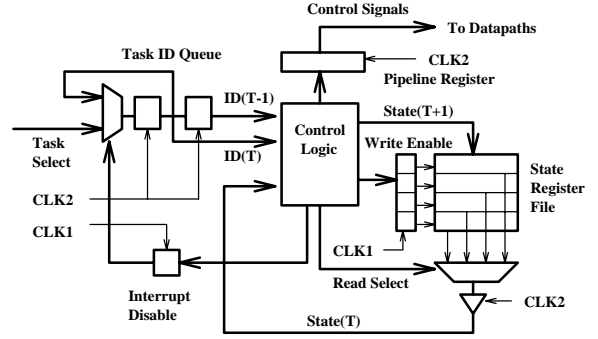 Control Signals
To Datapaths
Task ID Queue
CLK2
Pipeline Register
ID(T-1)
State(T+1)
Control
Logic
Write Enable
Task
Select
ID(T)
State
Register
File
CLK2
CLK1
CLK1
Interrupt
Disable
Read Select
CLK2
State(T)